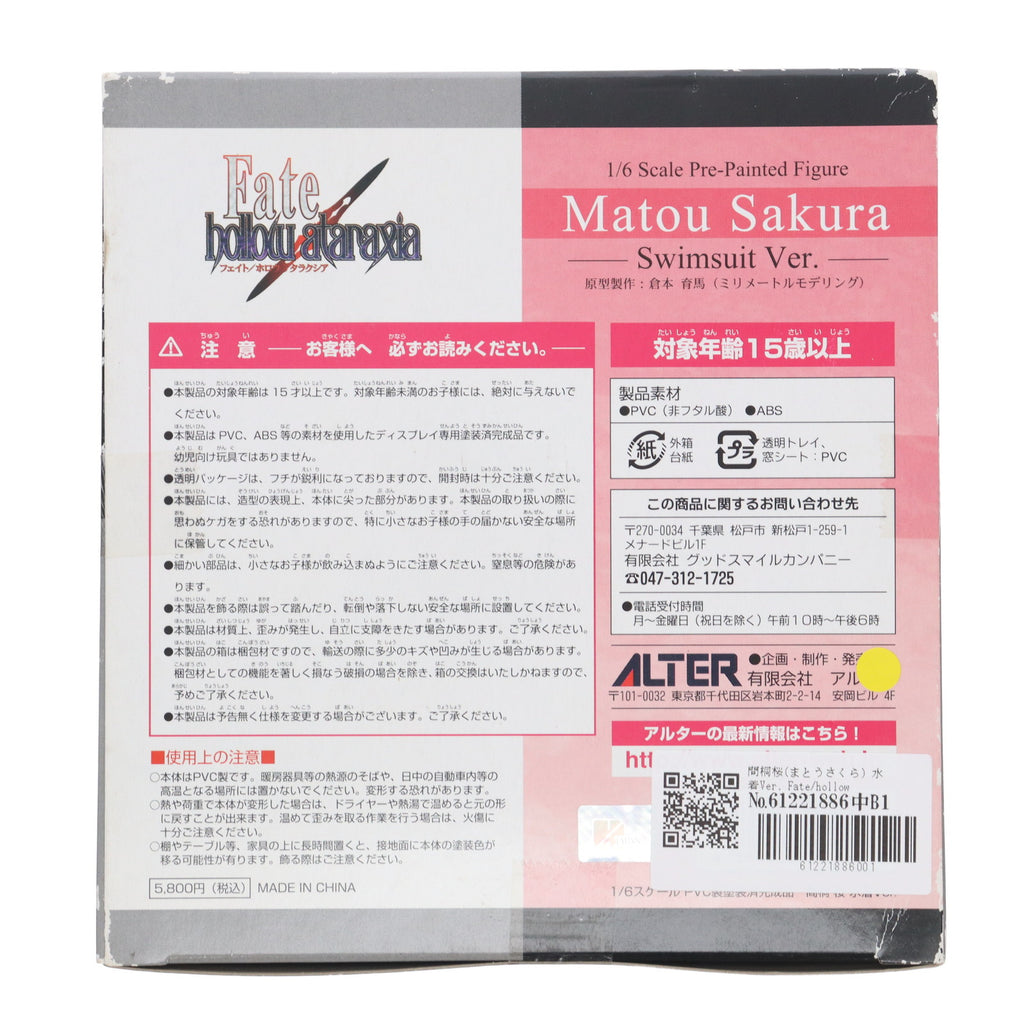 Fate
hollow ataraxia
フェイト/ホロウアタラクシア
1/6 Scale Pre-Painted Figure
Matou Sakura
Swimsuit Ver.
原型製作：倉本 育馬（ミリメートルモデリング）
注意 お客様へ 必ずお読みください。
●本製品の対象年齢は15才以上です。対象年齢未満のお子様には、絶対に与えないで
ください。
●本製品はPVC、ABS等の素材を使用したディスプレイ専用塗装済完成品です。
幼児向け玩具ではありません。
●透明パッケージは、フチが鋭利になっておりますので、開封時は十分ご注意ください。
●本製品には、造型の表現上、本体に尖った部分があります。本製品の取り扱いの際に
思わぬケガをする恐れがありますので、特に小さなお子様の手の届かない安全な場所
に保管してください。
●細かい部品は、小さなお子様が飲み込まぬようにご注意ください。窒息等の危険があ
ります。
●本製品を飾る際は誤って踏んだり、転倒や落下しない安全な場所に設置してください。
●本製品は材質上、歪みが発生し、自立に支障をきたす場合があります。ご了承ください。
●本製品の箱は梱包材ですので、輸送の際に多少のキズや凹みが生じる場合があります。
梱包材としての機能を著しく損なう破損の場合を除き、箱の交換はいたしかねますので、
予めご了承ください。
●本製品は予告無く仕様を変更する場合がございます。ご了承ください。
■使用上の注意■
○本体はPVC製です。暖房器具等の熱源のそばや、日中の自動車内等の
高温となる場所には置かないでください。変形する恐れがあります。
○熱や荷重で本体が変形した場合は、ドライヤーや熱湯で温めると元の形
に戻すことが出来ます。温めて歪みを取る作業を行う場合は、火傷に
十分ご注意ください。
○棚やテーブル等、家具の上に長時間置くと、接地面に本体の塗装色が
移る可能性が有ります。飾る際はご注意ください。
5,800円（税込） MADE IN CHINA
対象年齢15歳以上
製品素材
●PVC（非フタル酸） ●ABS
紙 外箱
台紙
プラ 透明トレイ、
窓シート：PVC
この商品に関するお問い合わせ先
〒270-0034 千葉県 松戸市 新松戸1-259-1
メナードビル1F
有限会社 グッドスマイルカンパニー
☎047-312-1725
●電話受付時間
月～金曜日（祝日を除く）午前10時～午後6時
ALTER ●企画・制作・発
有限会社 アル
〒101-0032 東京都千代田区岩本町2-2-14 安岡ビル 4F
アルターの最新情報はこちら！
間桐桜(まとうさくら) 水
着Ver. Fate/hollow
No.61221886中B1
61221886001
1/6スケール PVC製塗装済完成品 間桐 桜 水着Ver.